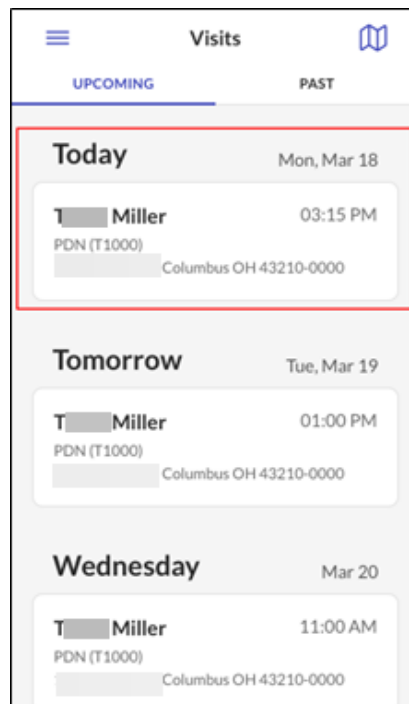 Visits
UPCOMING PAST
Today Mon, Mar 18
T Miller 03:15 PM
PDN (T1000)
Columbus OH 43210-0000
Tomorrow Tue, Mar 19
T Miller 01:00 PM
PDN (T1000)
Columbus OH 43210-0000
Wednesday Mar 20
T Miller 11:00 AM
PDN (T1000)
Columbus OH 43210-0000